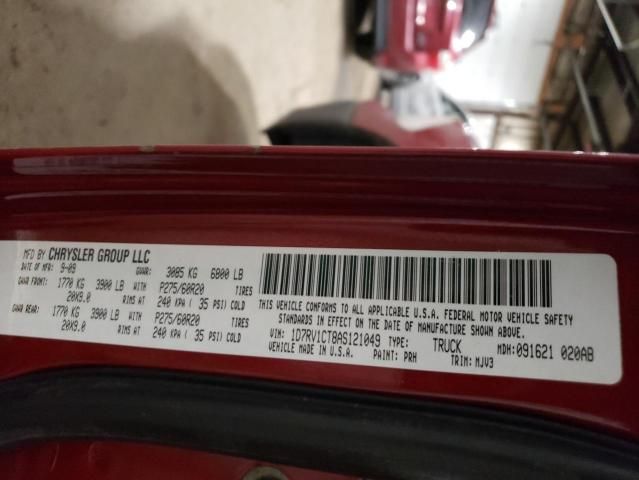 MFD BY CHRYSLER GROUP LLC
DATE OF MFR 9-09 GVWR: 3085 KG 6800 LB
GAWR FRONT: 1770 KG 3900 LB WITH P275/60R20 TIRES
20X9.0 RIMS AT 240 KPA ( 35 PSI) COLD
GAWR REAR: 1770 KG 3900 LB WITH P275/60R20 TIRES
20X9.0 RIMS AT 240 KPA ( 35 PSI) COLD
THIS VEHICLE CONFORMS TO ALL APPLICABLE U.S.A. FEDERAL MOTOR VEHICLE SAFETY
STANDARDS IN EFFECT ON THE DATE OF MANUFACTURE SHOWN ABOVE.
VIN: 1D7RV1CT8AS121049 TYPE: TRUCK MDH: 091621 020AB
VEHICLE MADE IN U.S.A. PAINT: PRH TRIM: MJV3